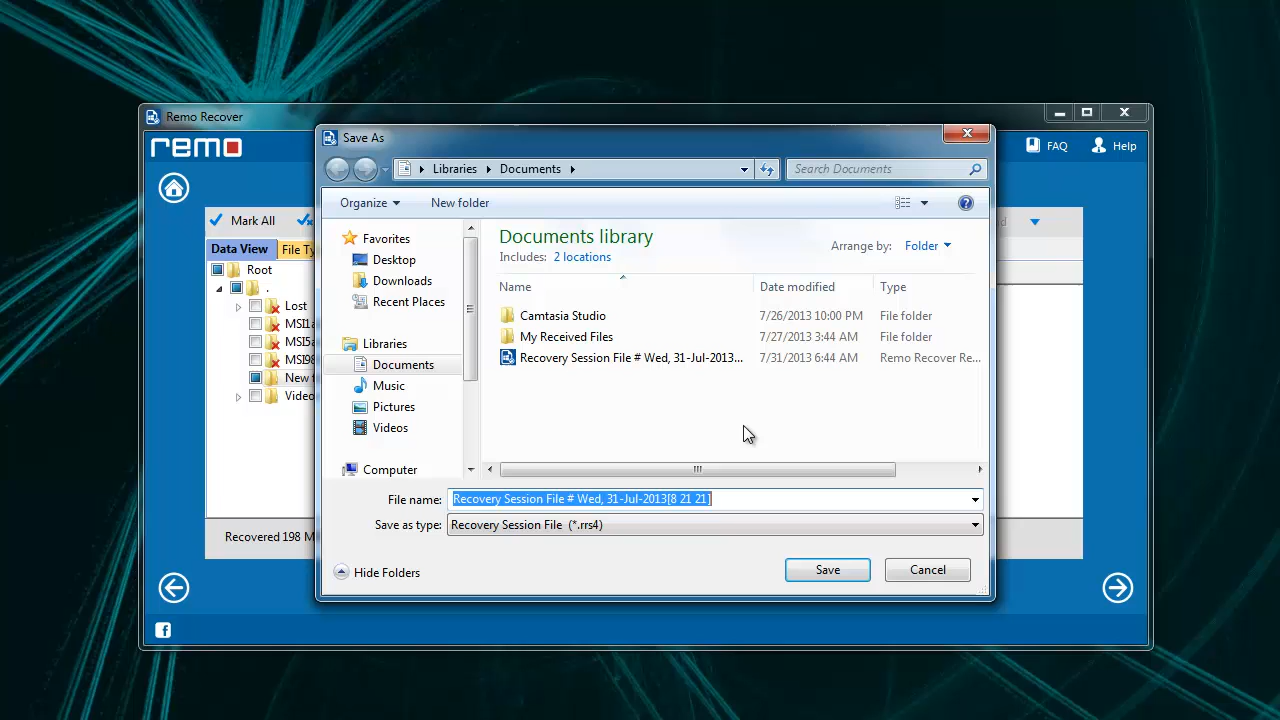 Remo Recover
remo
FAQ
Help
Mark All
Data View
File Ty
Root
.
Lost
MSI1a
MSI5a
MSI98
New f
Video
Recovered 198 M
Save As
Libraries
Documents
Search Documents
Organize
New folder
Favorites
Desktop
Downloads
Recent Places
Libraries
Documents
Music
Pictures
Videos
Computer
Documents library
Includes: 2 locations
Arrange by: Folder
Name Date modified Type
Camtasia Studio 7/26/2013 10:00 PM File folder
My Received Files 7/27/2013 3:44 AM File folder
Recovery Session File # Wed, 31-Jul-2013... 7/31/2013 6:44 AM Remo Recover Re...
File name: Recovery Session File # Wed, 31-Jul-2013[8 21 21]
Save as type: Recovery Session File (*.rrs4)
Hide Folders
Save
Cancel